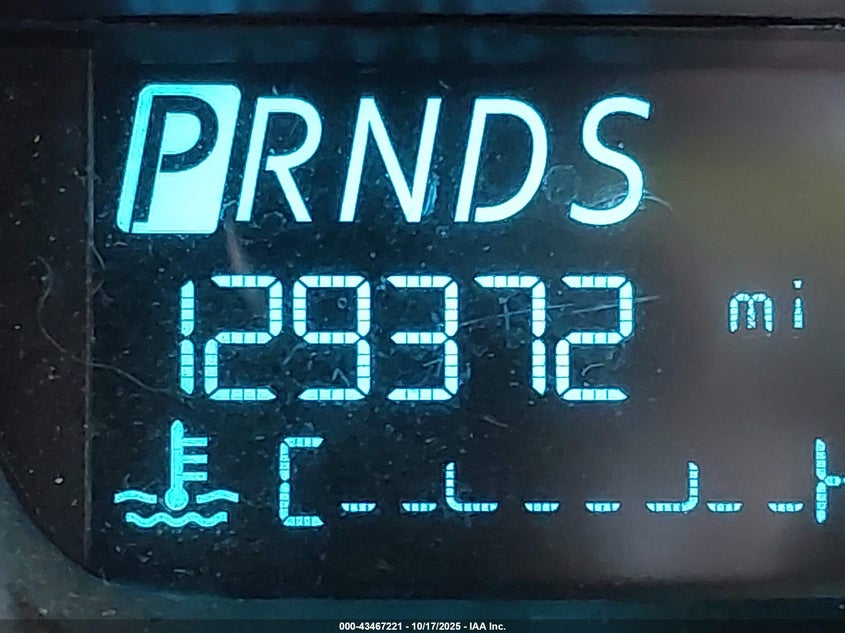 PRNDS
129372 mi
C H
000-43467221 - 10/17/2025 - IAA Inc.